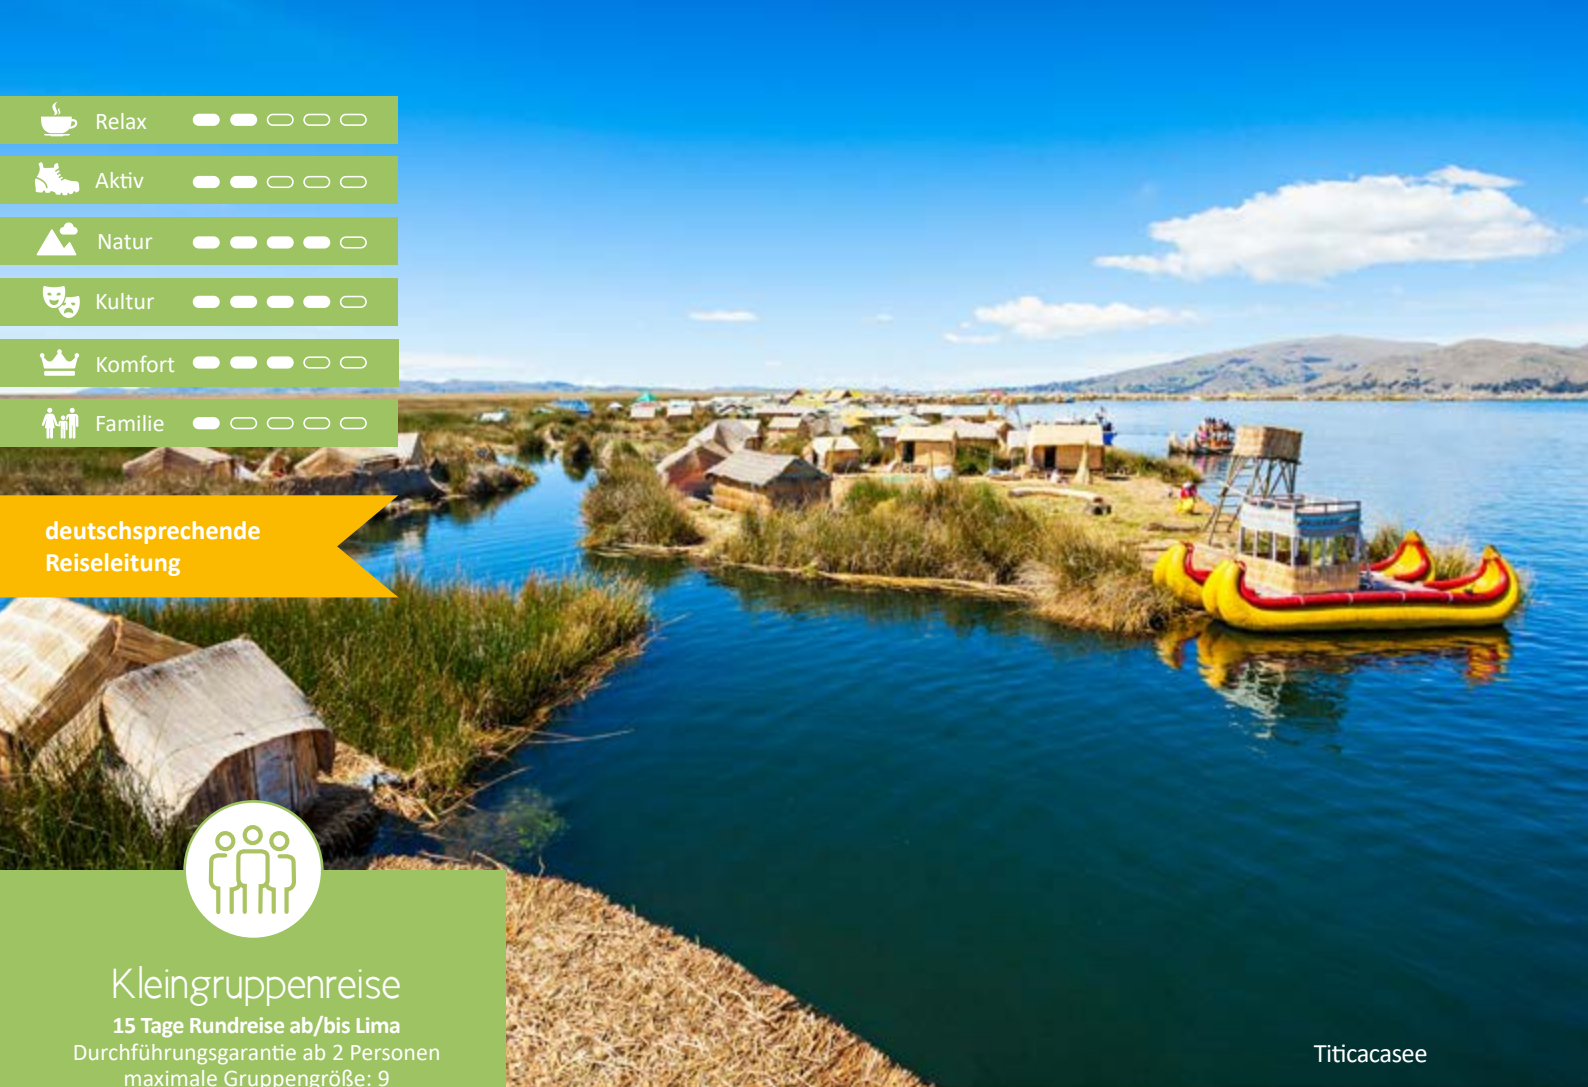 Relax
Aktiv
Natur
Kultur
Komfort
Familie
deutschsprechende
Reiseleitung
Kleingruppenreise
15 Tage Rundreise ab/bis Lima
Durchführungsgarantie ab 2 Personen
maximale Gruppengröße: 9
Titicacasee